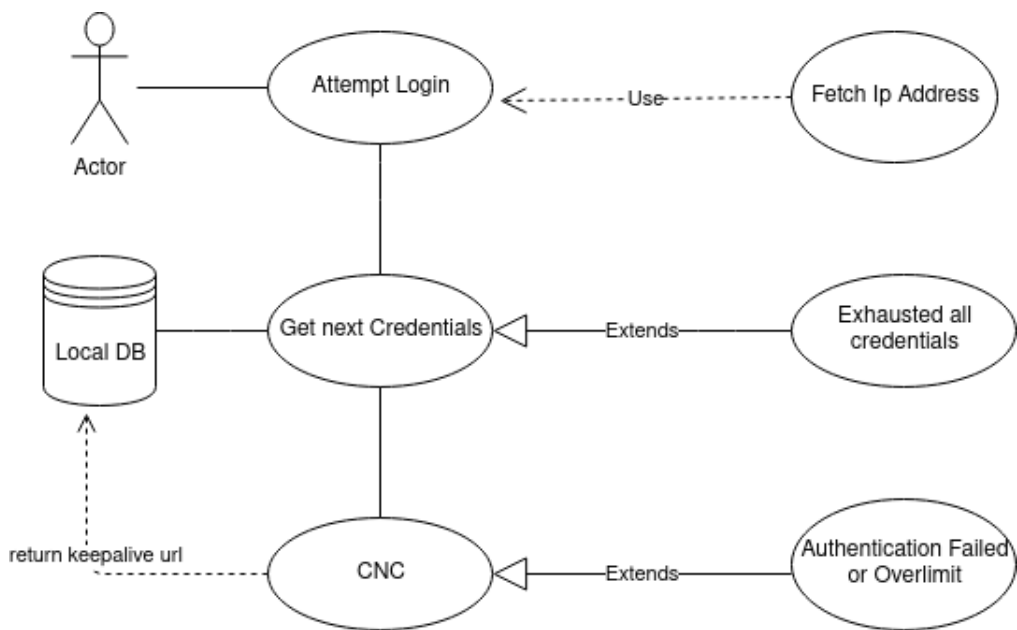 Attempt Login
Use
Fetch Ip Address
Actor
Local DB
Get next Credentials
Extends
Exhausted all
credentials
return keepalive url
CNC
Extends
Authentication Failed
or Overlimit